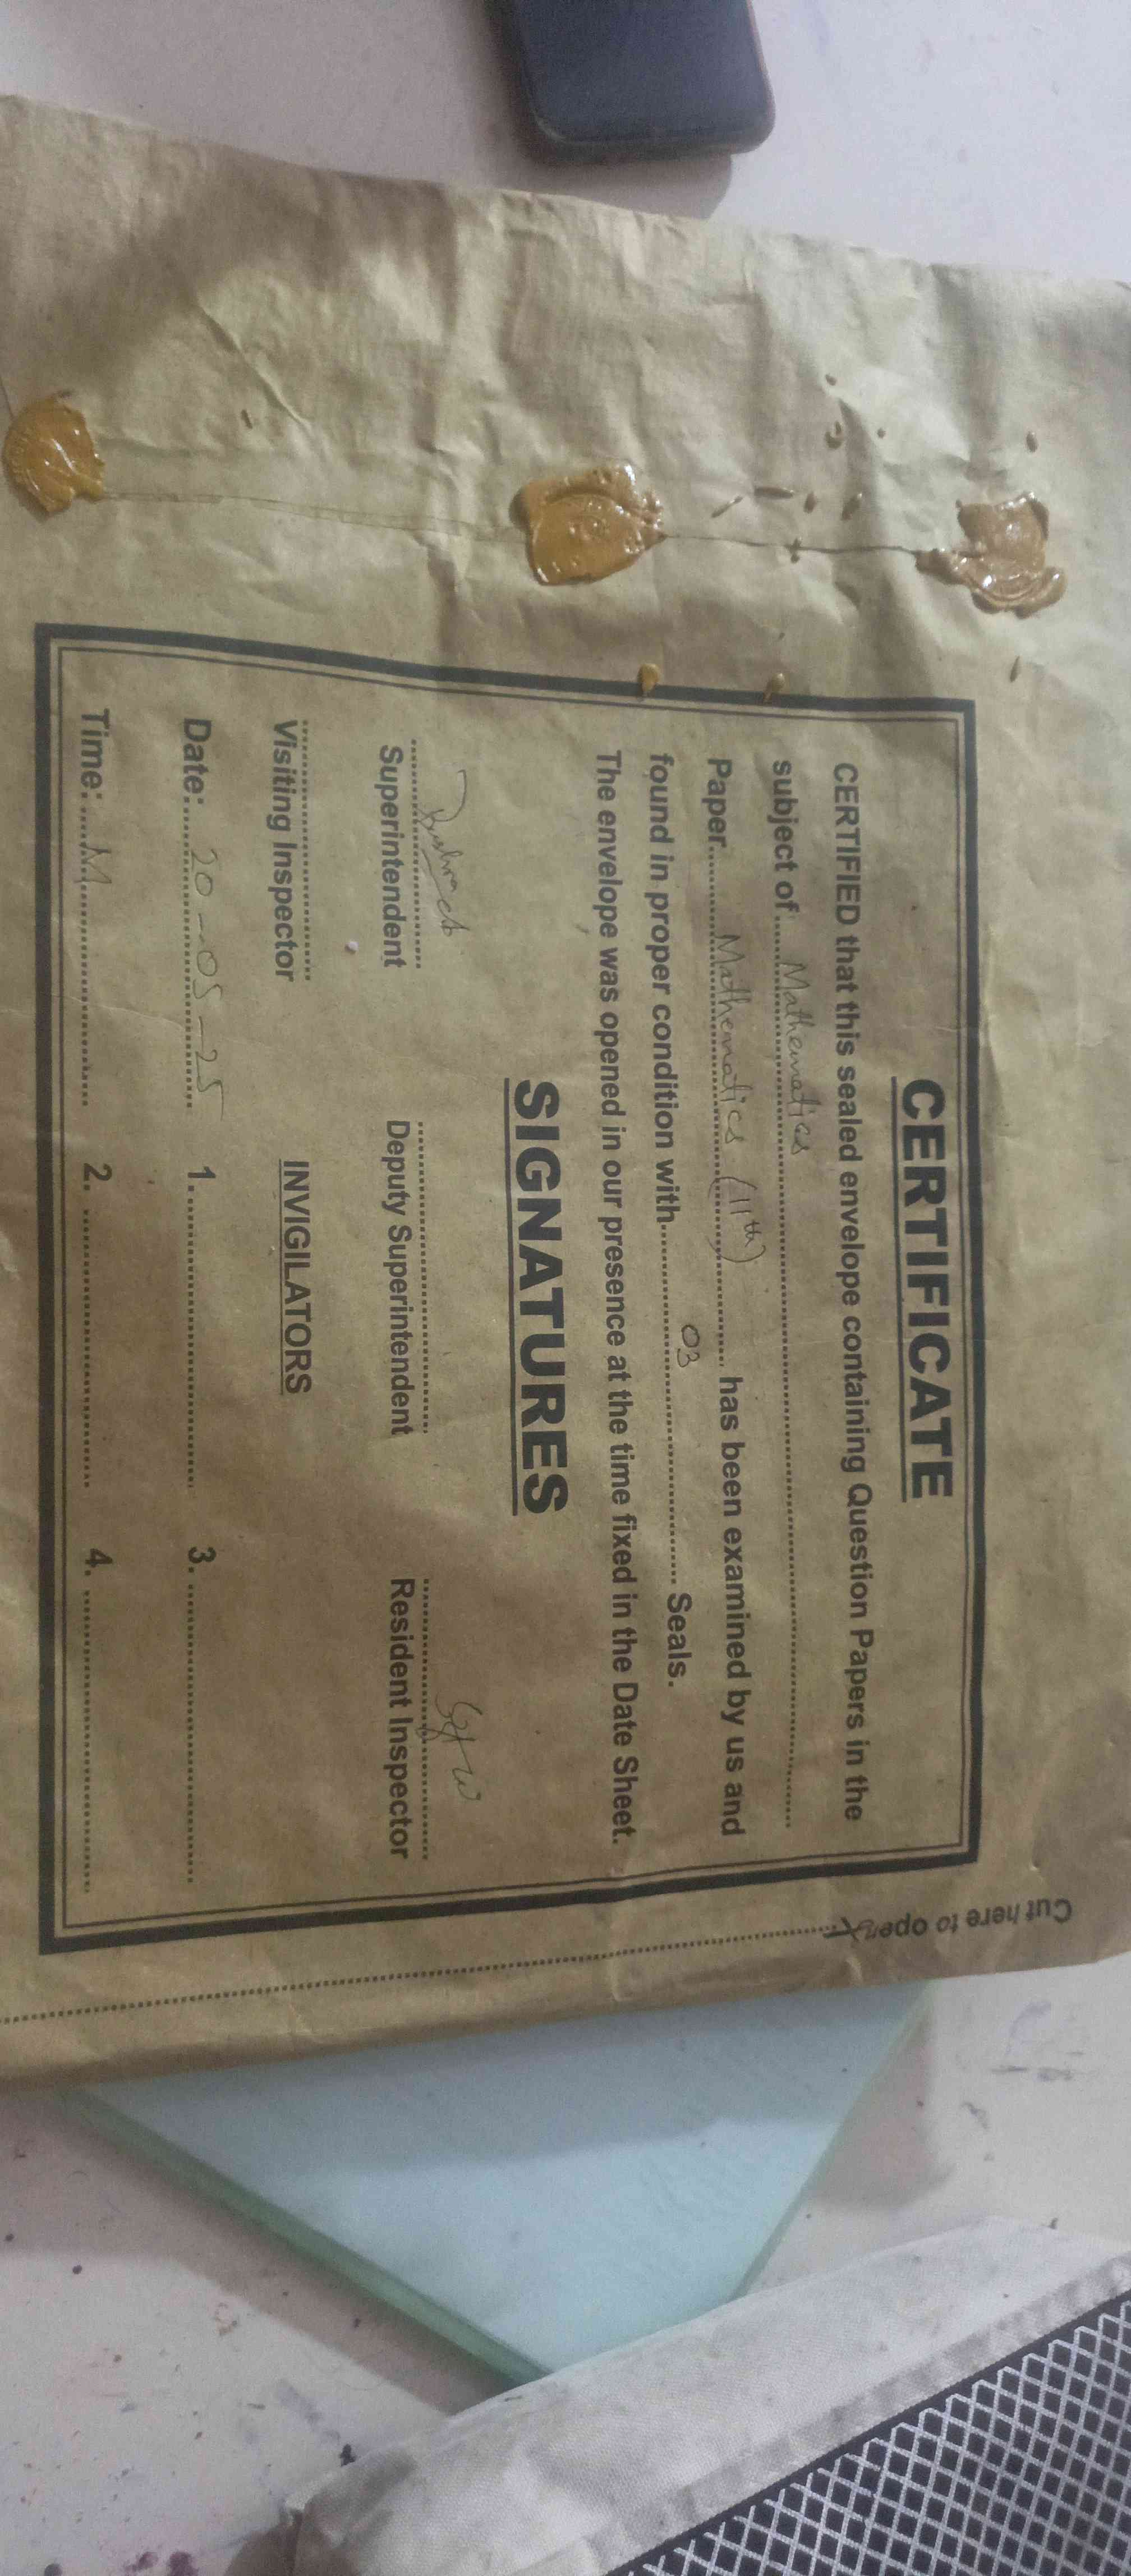 CERTIFICATE
CERTIFIED that this sealed envelope containing Question Papers in the
subject of.....Mathematics
Paper..........Mathematics (11th)............ has been examined by us and
found in proper condition with..........03.......... Seals.
The envelope was opened in our presence at the time fixed in the Date Sheet.
SIGNATURES
Superintendent Deputy Superintendent Resident Inspector
Visiting Inspector
INVIGILATORS
Date:.....20-05-25..... 1. .................... 3. ....................
Time:.....M..... 2. .................... 4. ....................
Cut here to open